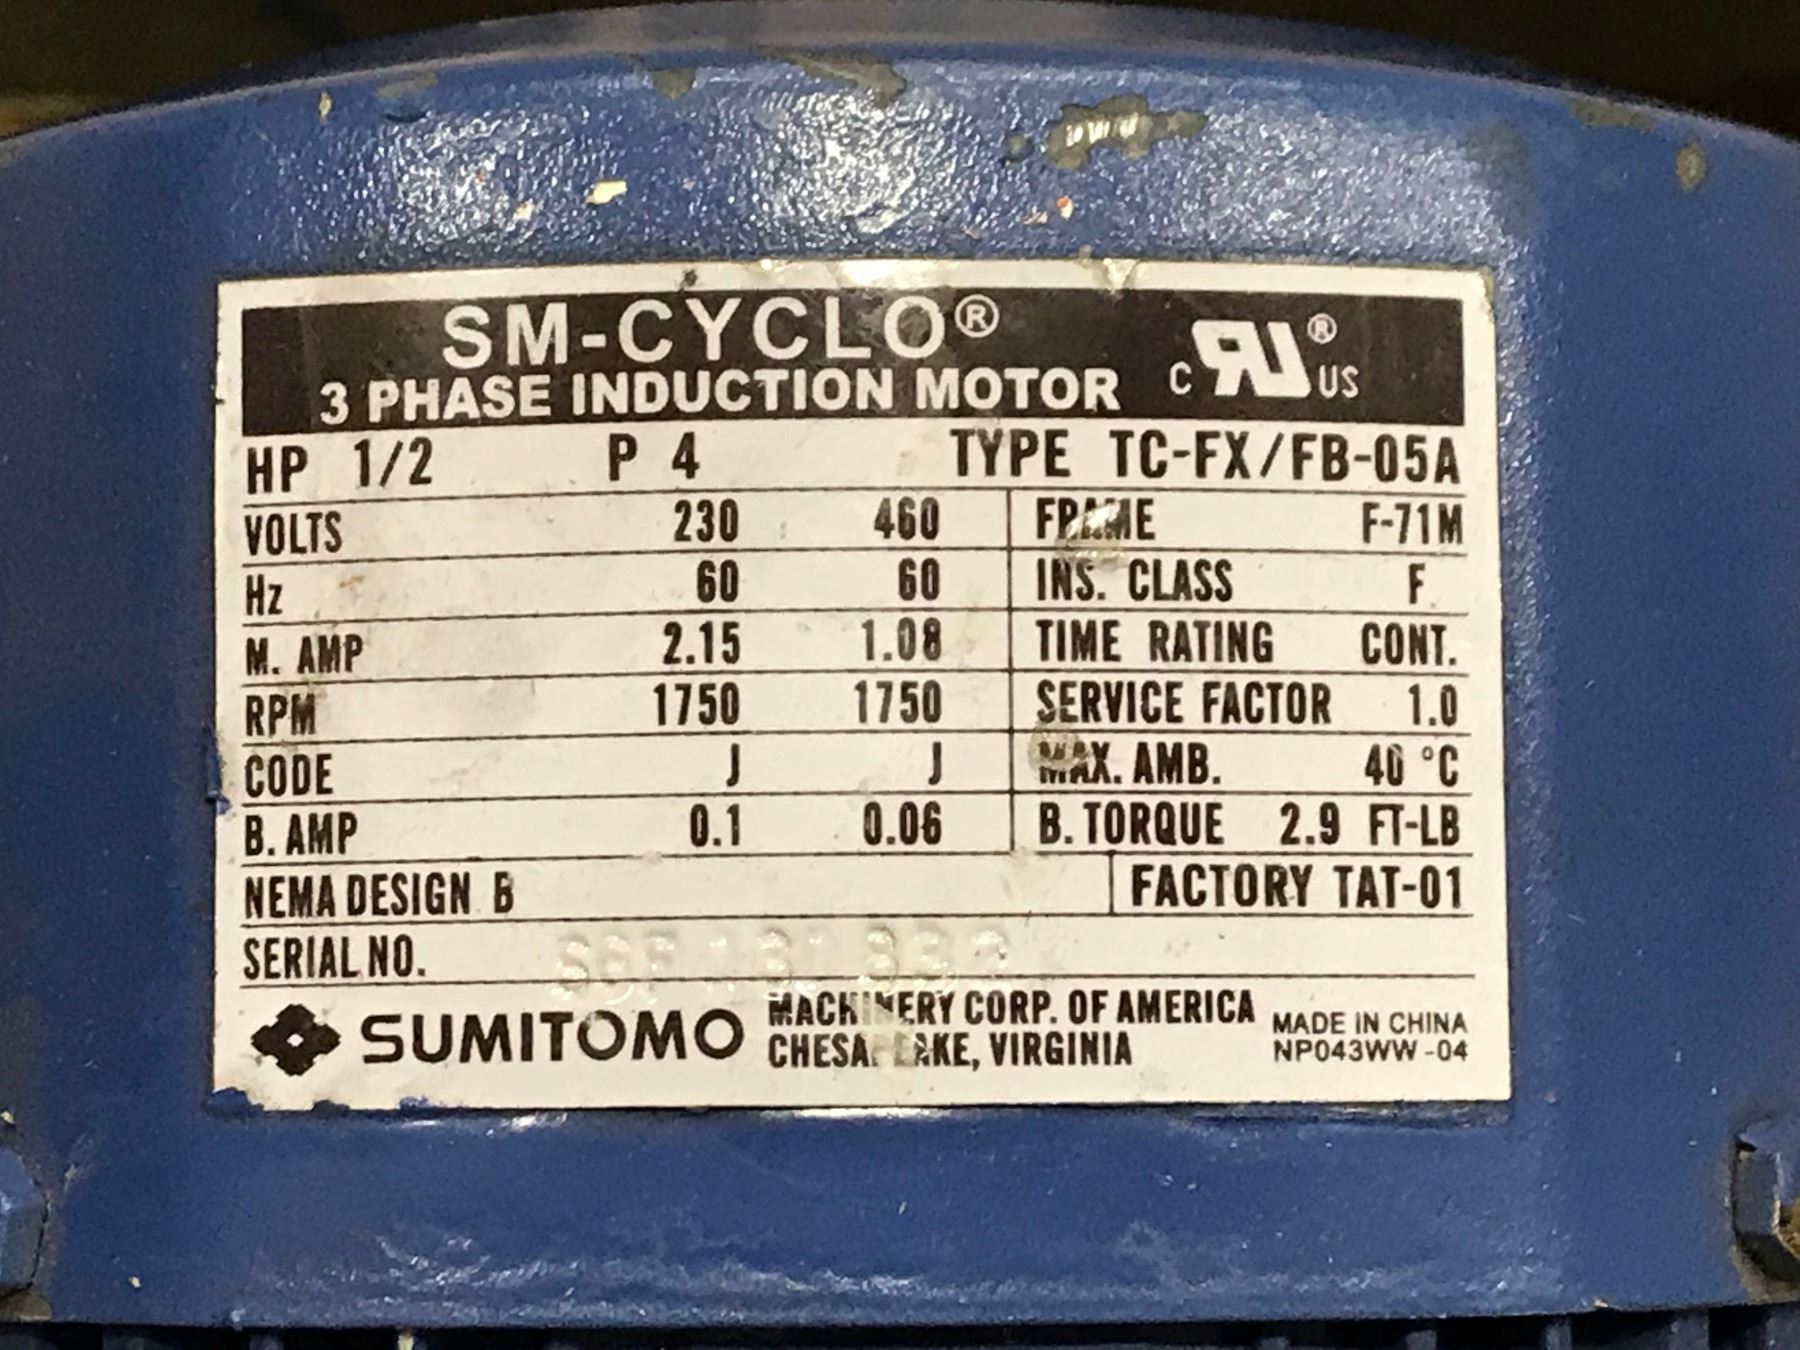 SM-CYCLO®
3 PHASE INDUCTION MOTOR C RU® US
HP 1/2 P 4 TYPE TC-FX/FB-05A
VOLTS 230 460 FRAME F-71M
Hz 60 60 INS. CLASS F
M. AMP 2.15 1.08 TIME RATING CONT.
RPM 1750 1750 SERVICE FACTOR 1.0
CODE J J MAX. AMB. 40 °C
B. AMP 0.1 0.06 B. TORQUE 2.9 FT-LB
NEMA DESIGN B FACTORY TAT-01
SERIAL NO.
SUMITOMO MACHINERY CORP. OF AMERICA
CHESAPEAKE, VIRGINIA
MADE IN CHINA
NP043WW-04